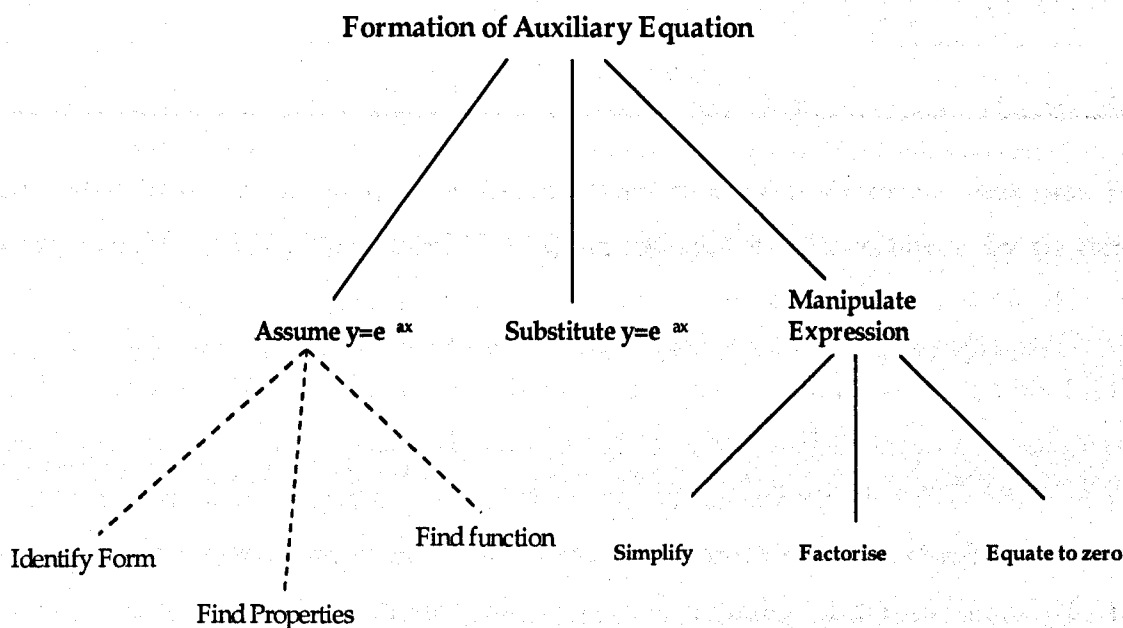 Formation of Auxiliary Equation
Assume y=e ax
Substitute y=e ax
Manipulate
Expression
Identify Form
Find Properties
Find function
Simplify
Factorise
Equate to zero